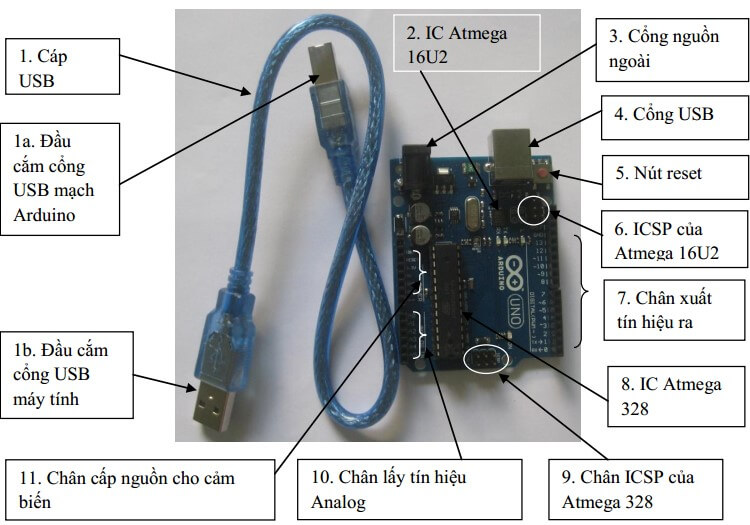 1. Cáp
USB
2. IC Atmega
16U2
3. Cổng nguồn
ngoài
1a. Đầu
cắm cổng
USB mạch
Arduino
4. Cổng USB
5. Nút reset
6. ICSP của
Atmega 16U2
7. Chân xuất
tín hiệu ra
1b. Đầu cắm
cổng USB
máy tính
8. IC Atmega
328
11. Chân cấp nguồn cho cảm
biến
10. Chân lấy tín hiệu
Analog
9. Chân ICSP của
Atmega 328
ARDUINO
UNO